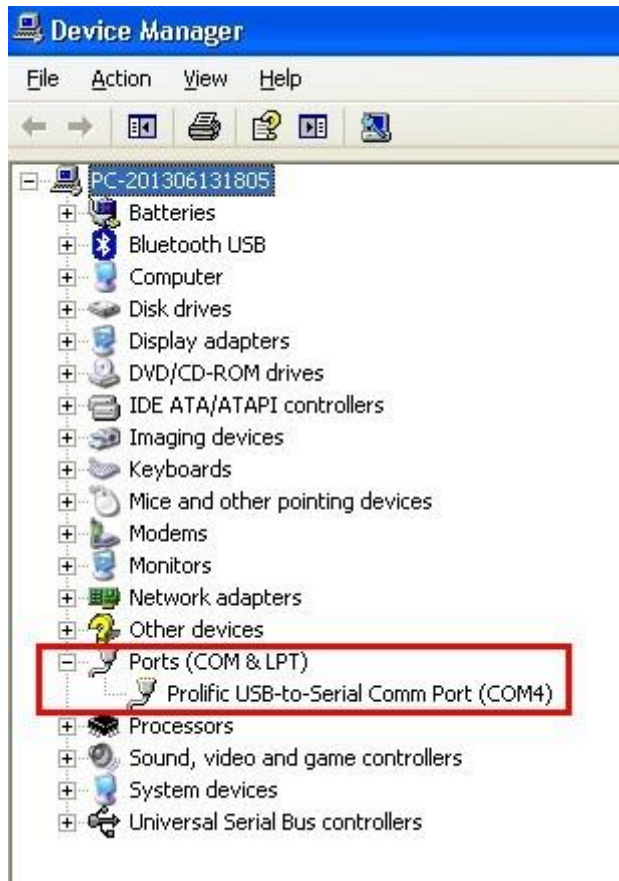 Device Manager
File Action View Help
PC-201306131805
Batteries
Bluetooth USB
Computer
Disk drives
Display adapters
DVD/CD-ROM drives
IDE ATA/ATAPI controllers
Imaging devices
Keyboards
Mice and other pointing devices
Modems
Monitors
Network adapters
Other devices
Ports (COM & LPT)
Prolific USB-to-Serial Comm Port (COM4)
Processors
Sound, video and game controllers
System devices
Universal Serial Bus controllers